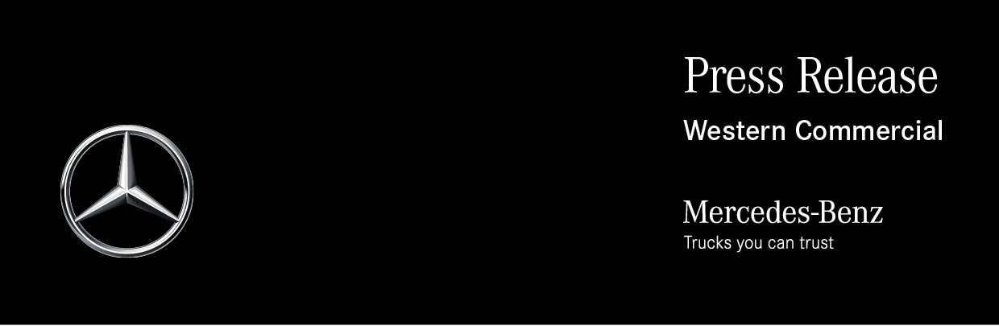 Press Release
Western Commercial
Mercedes-Benz
Trucks you can trust